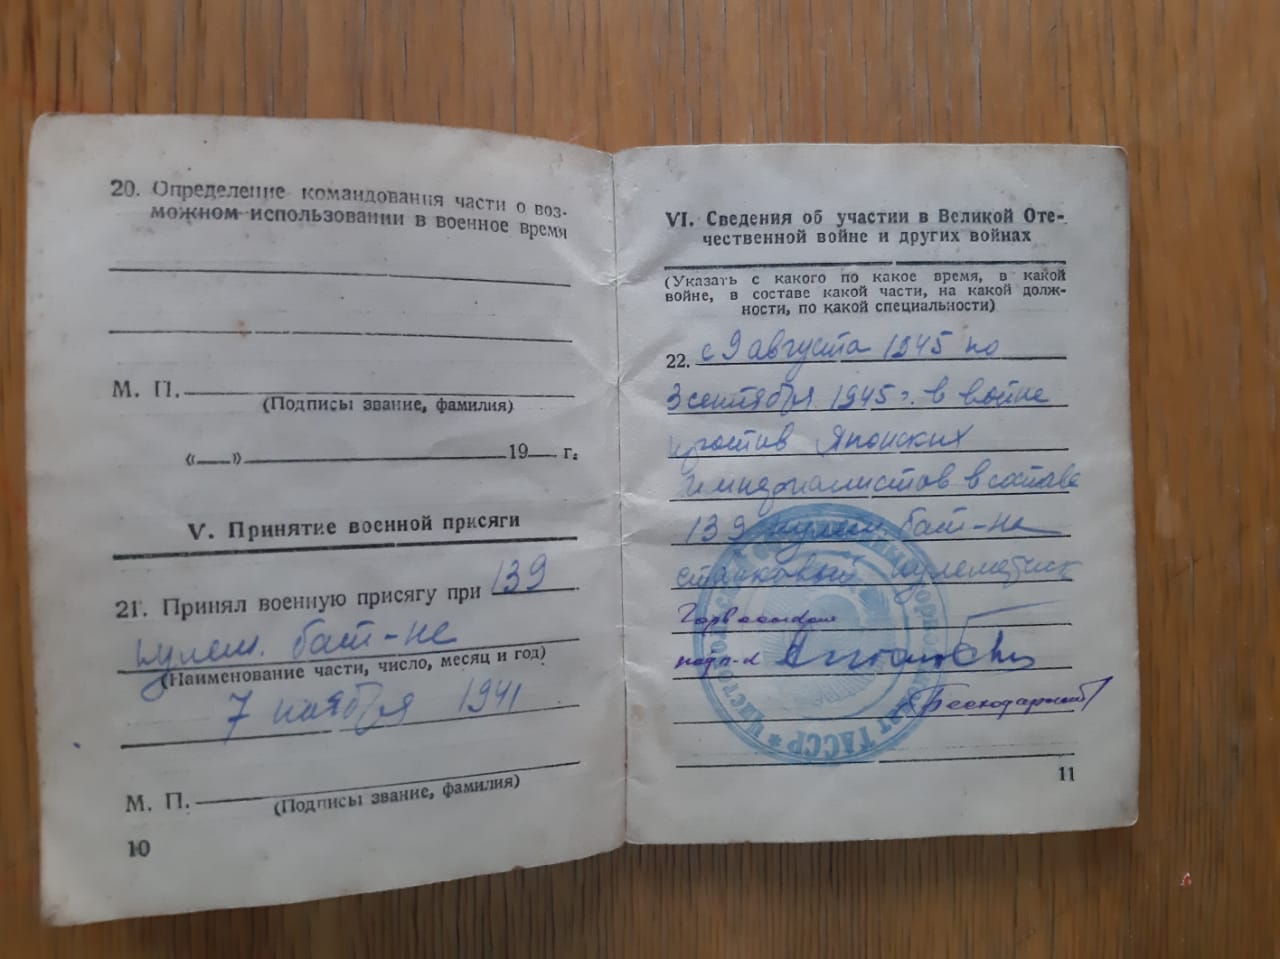 20. Определение командования части о воз-
можном использовании в военное время
М. П.
(Подписы звание, фамилия)
«__» 19__ г.
V. Принятие военной присяги
21. Принял военную присягу при 139
пулем. бат-не
(Наименование части, число, месяц и год)
7 ноября 1941
М. П.
(Подписы звание, фамилия)
10
VI. Сведения об участии в Великой Оте-
чественной войне и других войнах
(Указать с какого по какое время, в какой
войне, в составе какой части, на какой долж-
ности, по какой специальности)
22. с 9 августа 1945 по
3 сентября 1945 г. в войне
против Японских
империалистов в составе
139 пулем. бат-не
станковый пулеметчик
Горвоенком
подп-к
11
ТАССР *